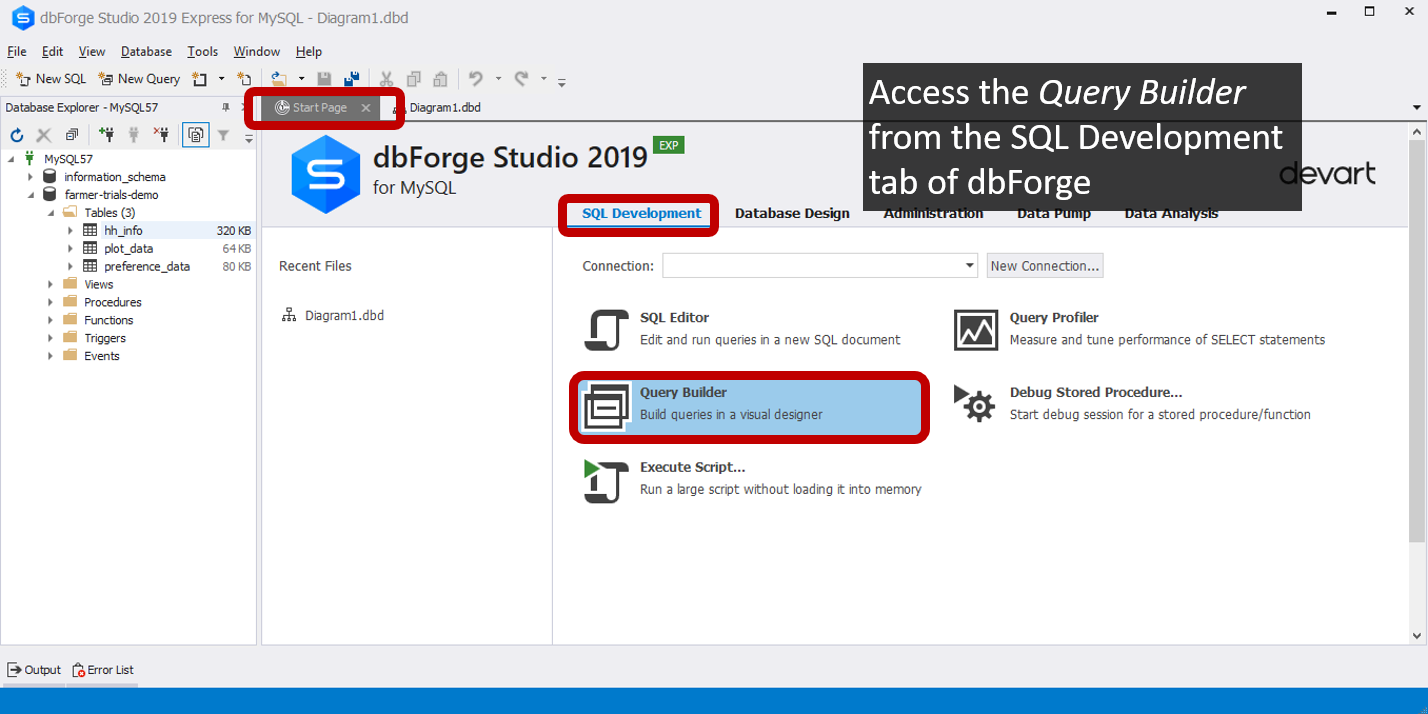 dbForge Studio 2019 Express for MySQL - Diagram1.dbd
File Edit View Database Tools Window Help
New SQL New Query
Database Explorer - MySQL57
Start Page
Diagram1.dbd
MySQL57
information_schema
farmer-trials-demo
Tables (3)
hh_info 320 KB
plot_data 64 KB
preference_data 80 KB
Views
Procedures
Functions
Triggers
Events
dbForge Studio 2019 EXP
for MySQL
Access the Query Builder
from the SQL Development
tab of dbForge
devart
SQL Development Database Design Administration Data Pump Data Analysis
Recent Files
Diagram1.dbd
Connection: New Connection...
SQL Editor
Edit and run queries in a new SQL document
Query Profiler
Measure and tune performance of SELECT statements
Query Builder
Build queries in a visual designer
Debug Stored Procedure...
Start debug session for a stored procedure/function
Execute Script...
Run a large script without loading it into memory
Output Error List